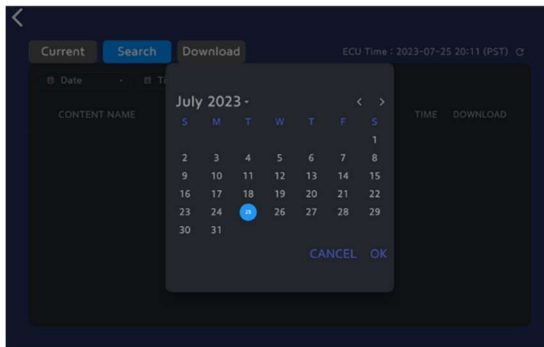 Current Search Download ECU Time : 2023-07-25 20:11 (PST)
Date - Ti
July 2023
CONTENT NAME TIME DOWNLOAD
S M T W T F S
1
2 3 4 5 6 7 8
9 10 11 12 13 14 15
16 17 18 19 20 21 22
23 24 25 26 27 28 29
30 31
CANCEL OK